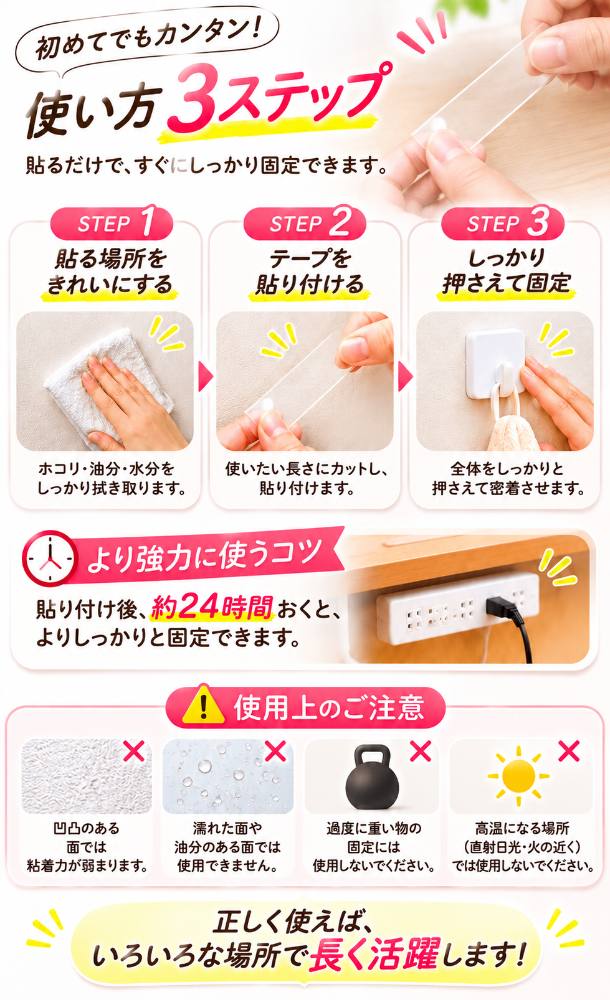 初めてでもカンタン!
使い方3ステップ
貼るだけで、すぐにしっかり固定できます。
STEP 1
貼る場所を
きれいにする
ホコリ・油分・水分を
しっかり拭き取ります。
STEP 2
テープを
貼り付ける
使いたい長さにカットし、
貼り付けます。
STEP 3
しっかり
押さえて固定
全体をしっかりと
押さえて密着させます。
より強力に使うコツ
貼り付け後、約24時間おくと、
よりしっかりと固定できます。
使用上のご注意
凹凸のある
面では
粘着力が弱まります。
濡れた面や
油分のある面では
使用できません。
過度に重い物の
固定には
使用しないでください。
高温になる場所
(直射日光・火の近く)
では使用しないでください。
正しく使えば、
いろいろな場所で長く活躍します!